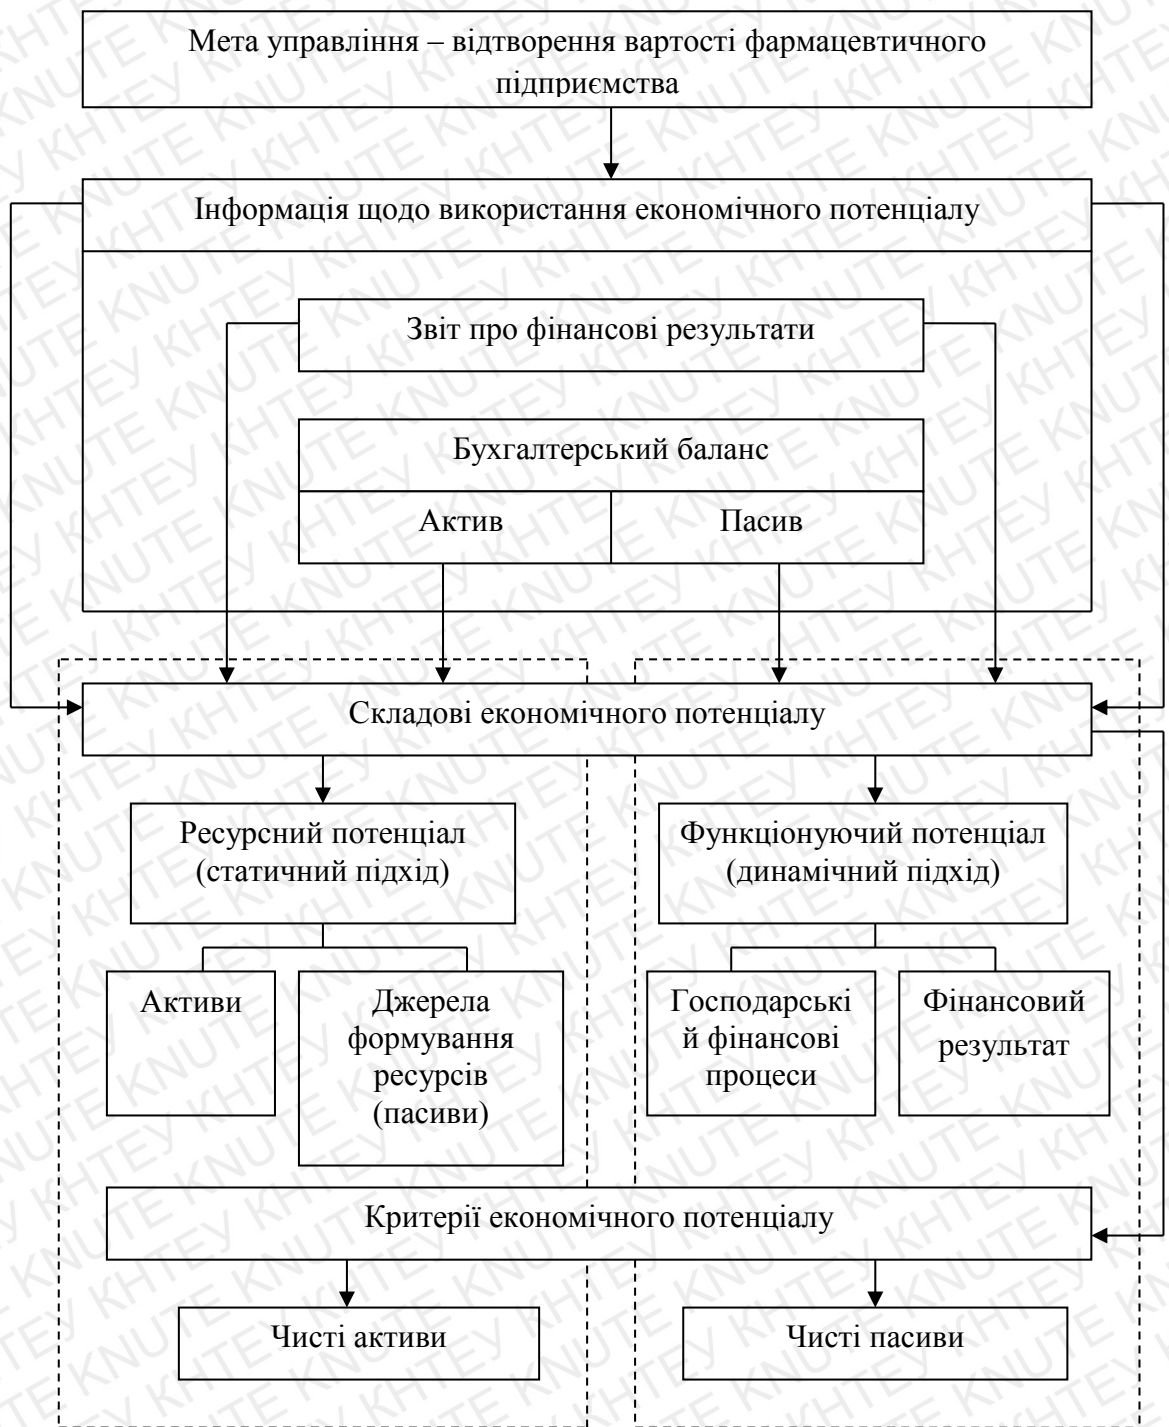 Мета управління – відтворення вартості фармацевтичного
підприємства
Інформація щодо використання економічного потенціалу
Звіт про фінансові результати
Бухгалтерський баланс
Актив
Пасив
Складові економічного потенціалу
Ресурсний потенціал
(статичний підхід)
Функціонуючий потенціал
(динамічний підхід)
Активи
Джерела
формування
ресурсів
(пасиви)
Господарські
й фінансові
процеси
Фінансовий
результат
Критерії економічного потенціалу
Чисті активи
Чисті пасиви